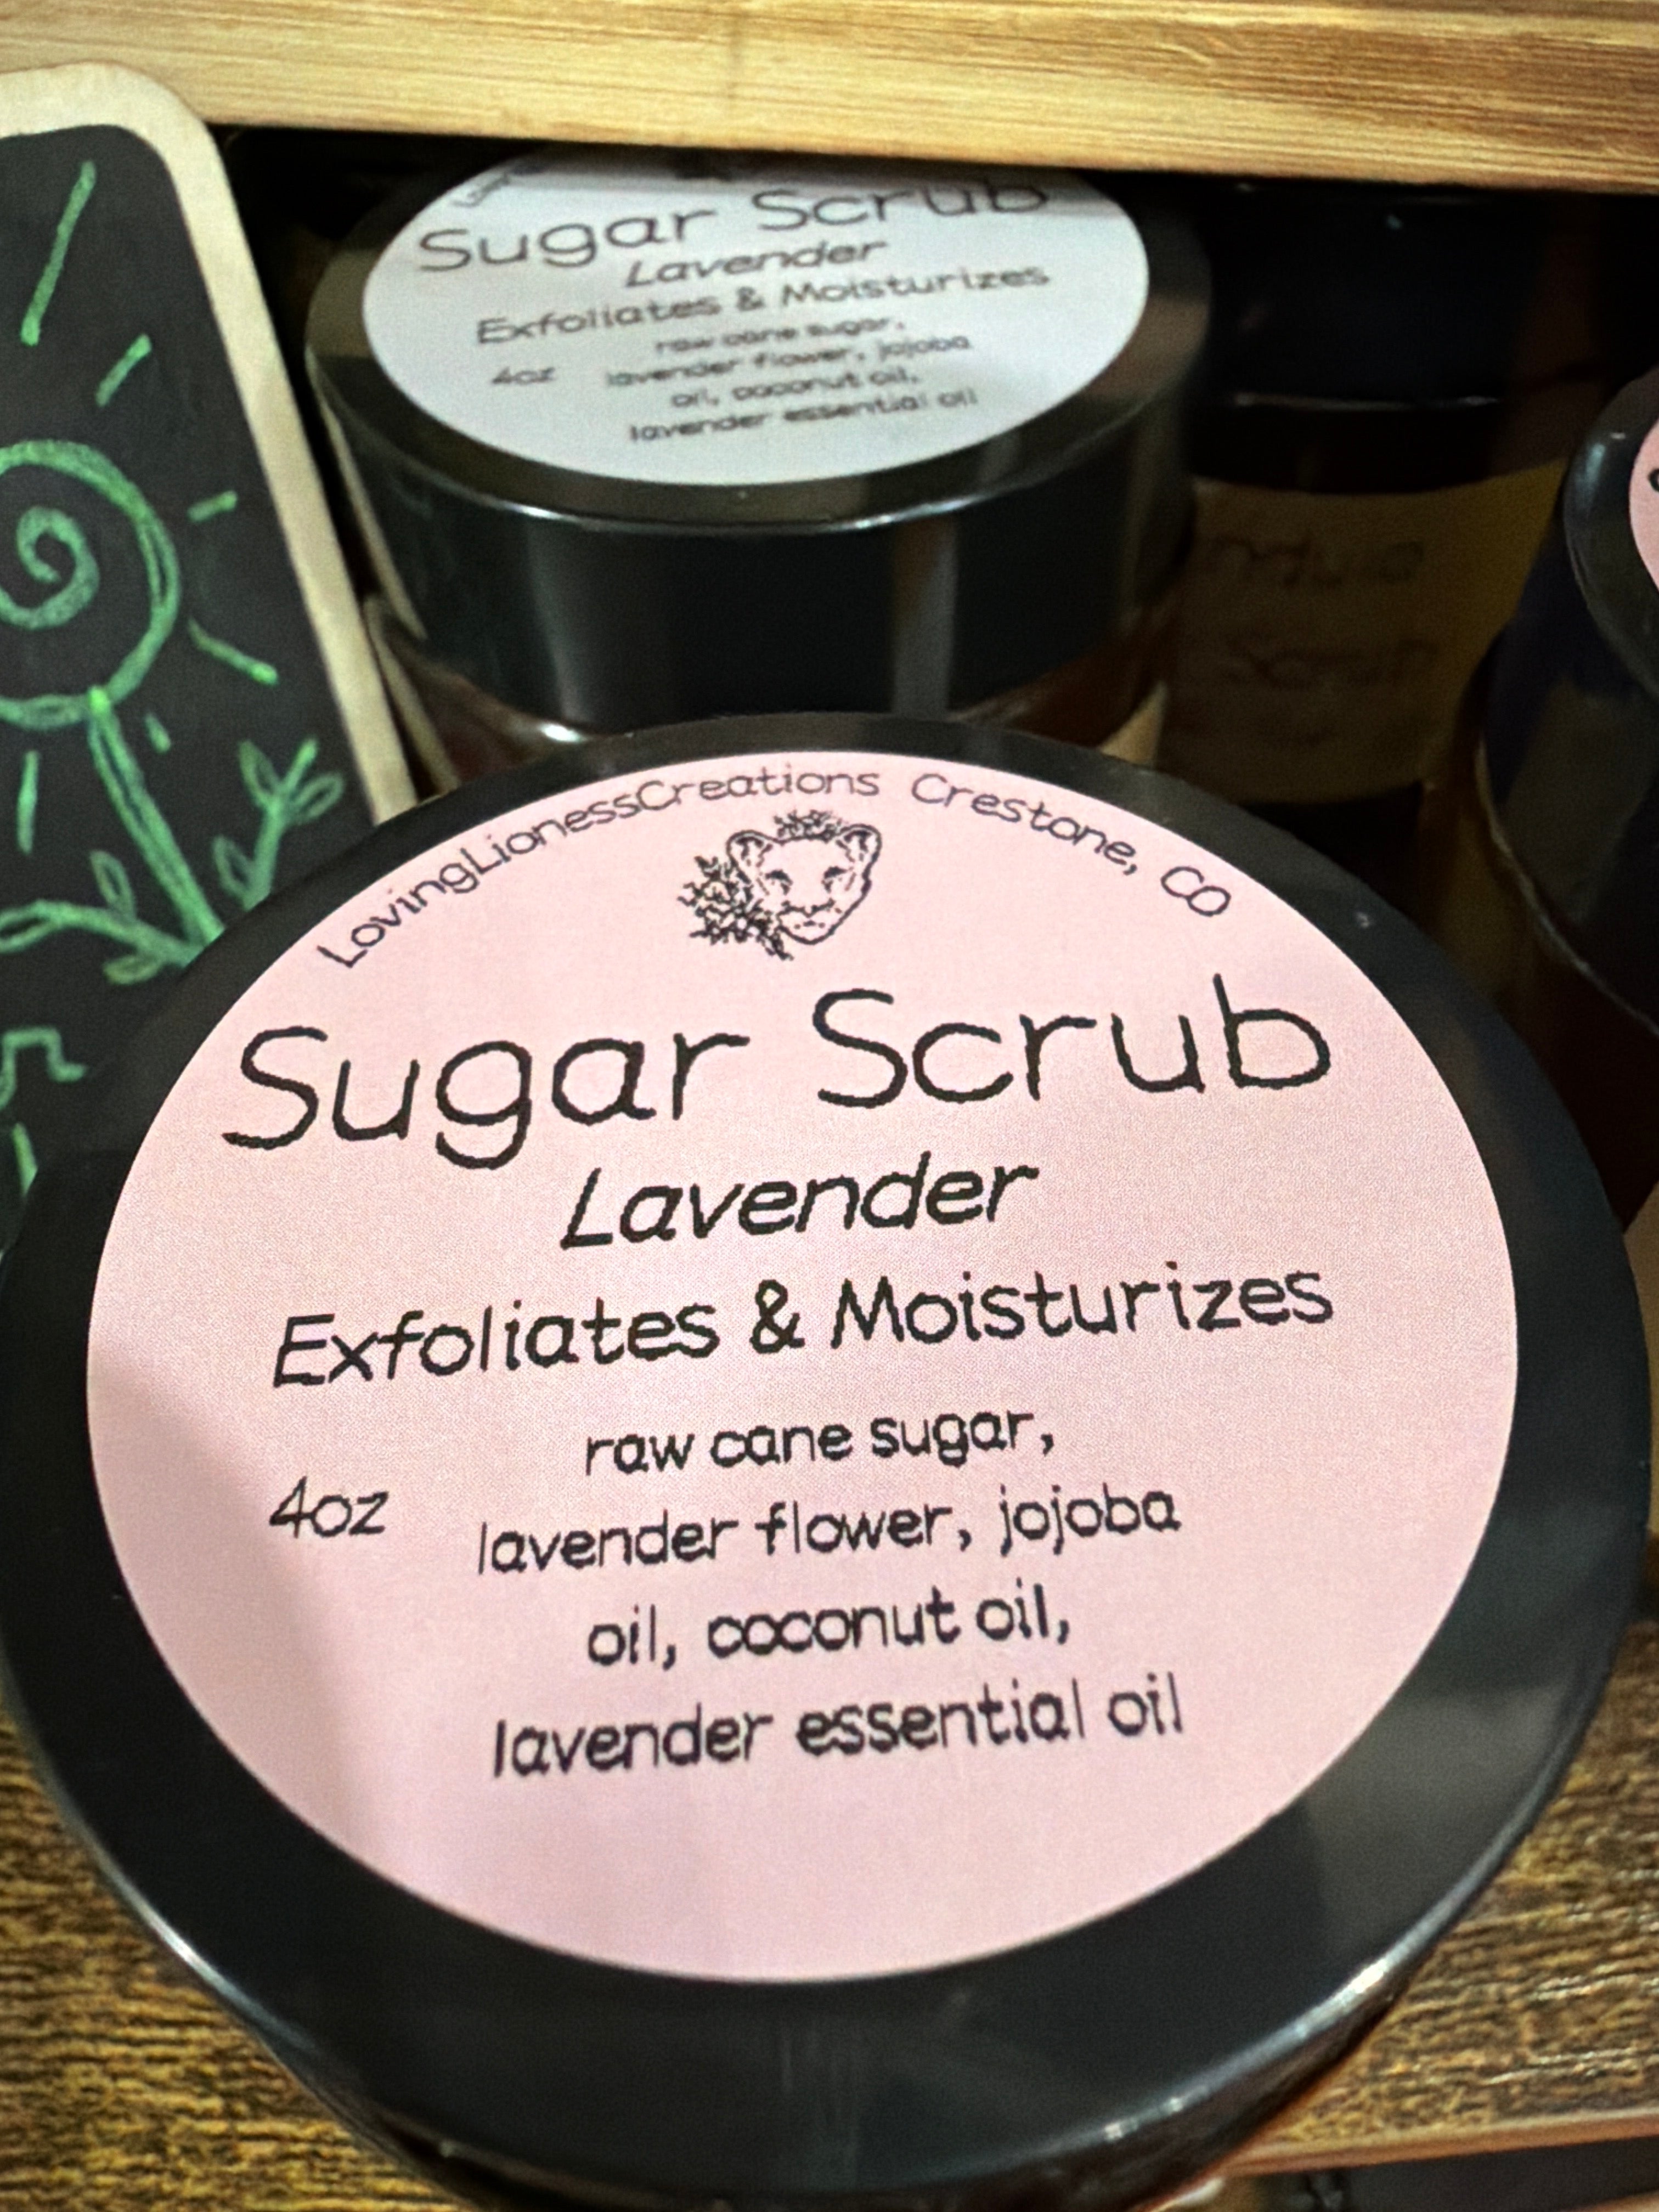 Sugar Scrub
Lavender
Exfoliates & Moisturizes
raw cane sugar,
4oz lavender flower, jojoba
oil, coconut oil,
lavender essential oil
LovingLionessCreations Crestone, CO
Sugar Scrub
Lavender
Exfoliates & Moisturizes
raw cane sugar,
4oz lavender flower, jojoba
oil, coconut oil,
lavender essential oil